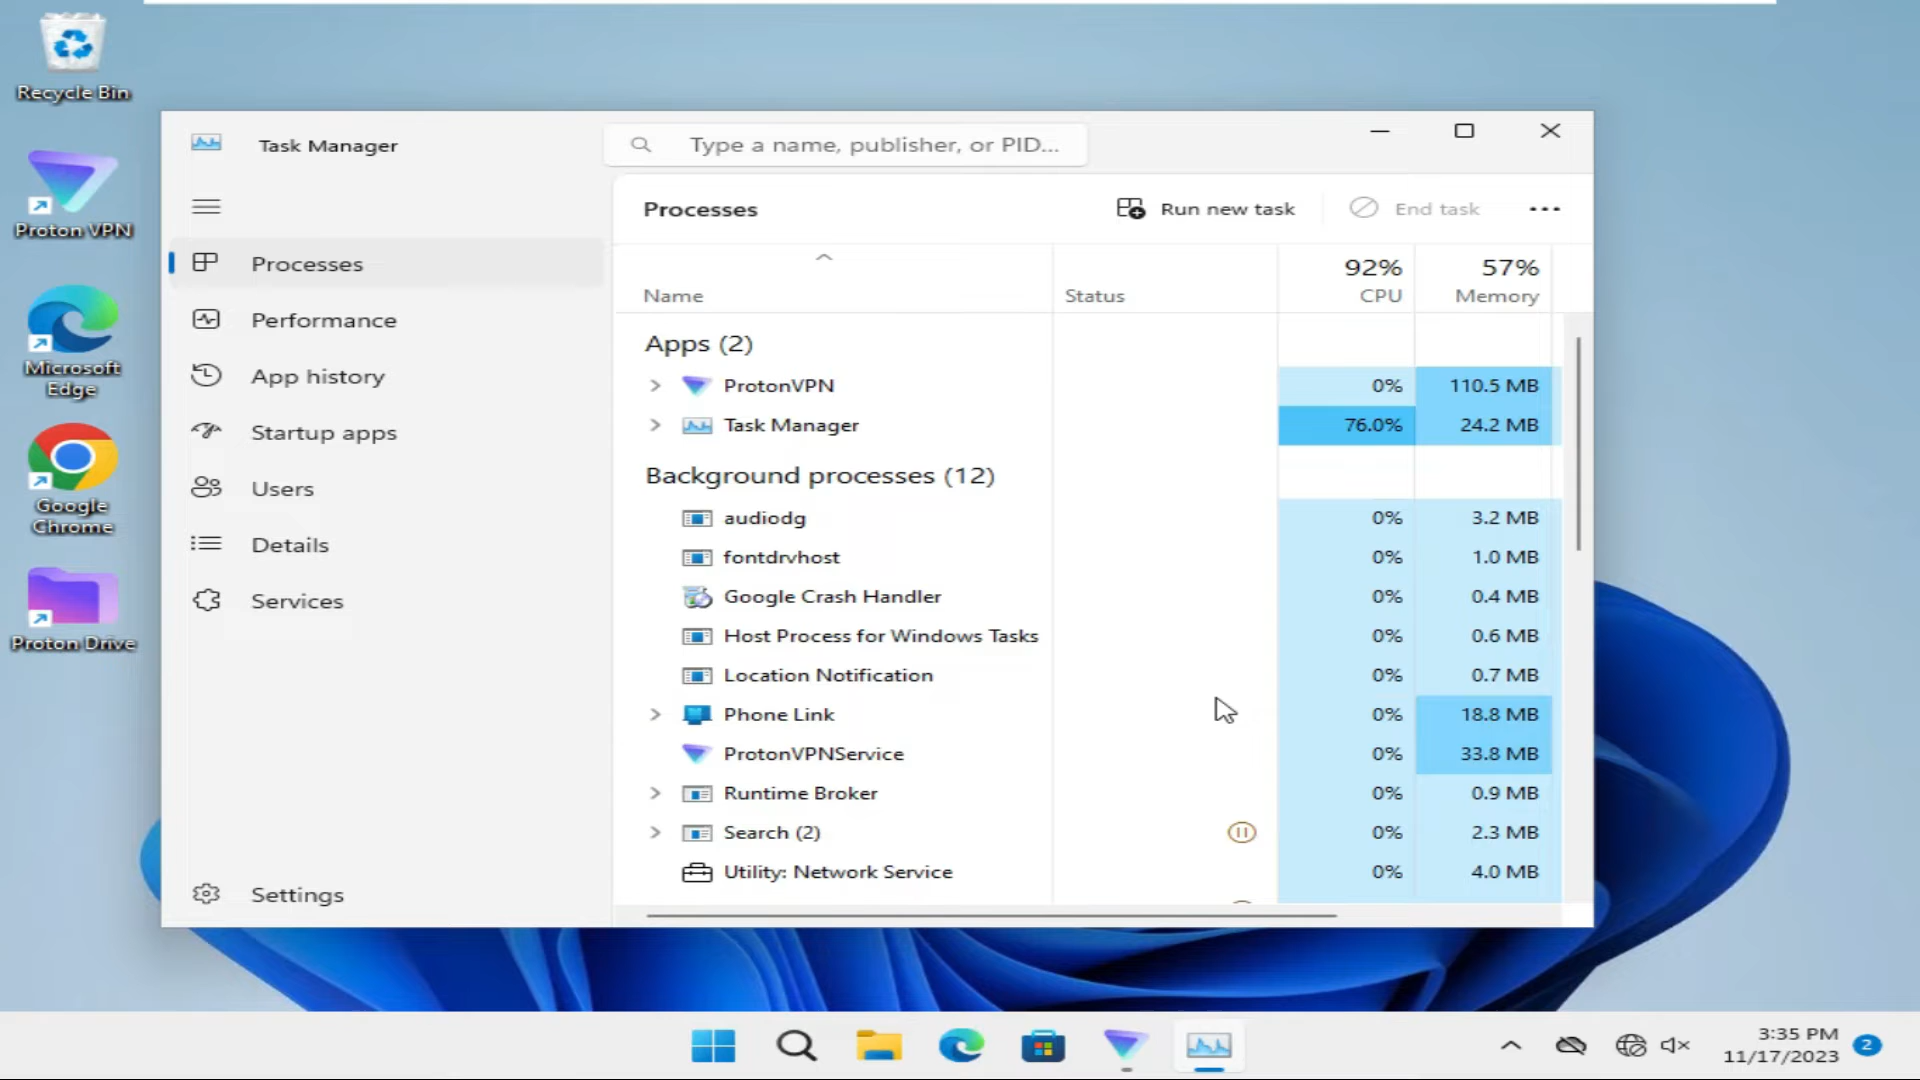 Recycle Bin
Proton VPN
Microsoft
Edge
Google
Chrome
Proton Drive
Task Manager
Type a name, publisher, or PID...
Processes
Performance
App history
Startup apps
Users
Details
Services
Settings
Processes
Run new task
End task
Name
Status
92%
CPU
57%
Memory
Apps (2)
ProtonVPN 0% 110.5 MB
Task Manager 76.0% 24.2 MB
Background processes (12)
audiodg 0% 3.2 MB
fontdrvhost 0% 1.0 MB
Google Crash Handler 0% 0.4 MB
Host Process for Windows Tasks 0% 0.6 MB
Location Notification 0% 0.7 MB
Phone Link 0% 18.8 MB
ProtonVPNService 0% 33.8 MB
Runtime Broker 0% 0.9 MB
Search (2) 0% 2.3 MB
Utility: Network Service 0% 4.0 MB
3:35 PM
11/17/2023
2